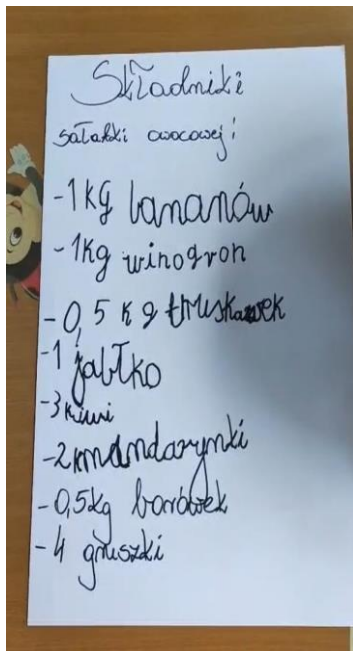 Składniki
sałatki owocowej:
-1kg bananów
-1kg winogron
-0,5 kg truskawek
-1 jabłko
-3 kiwi
-2 mandarynki
-0,5kg borówek
-4 gruszki